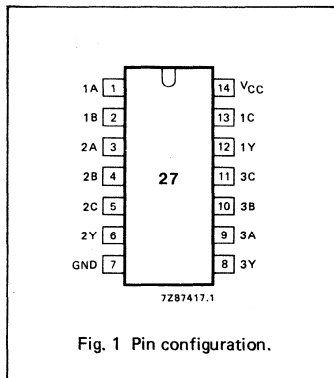 1A 1 14 VCC
1B 2 13 1C
2A 3 12 1Y
2B 4 27 11 3C
2C 5 10 3B
2Y 6 9 3A
GND 7 8 3Y
7Z87417.1
Fig. 1 Pin configuration.